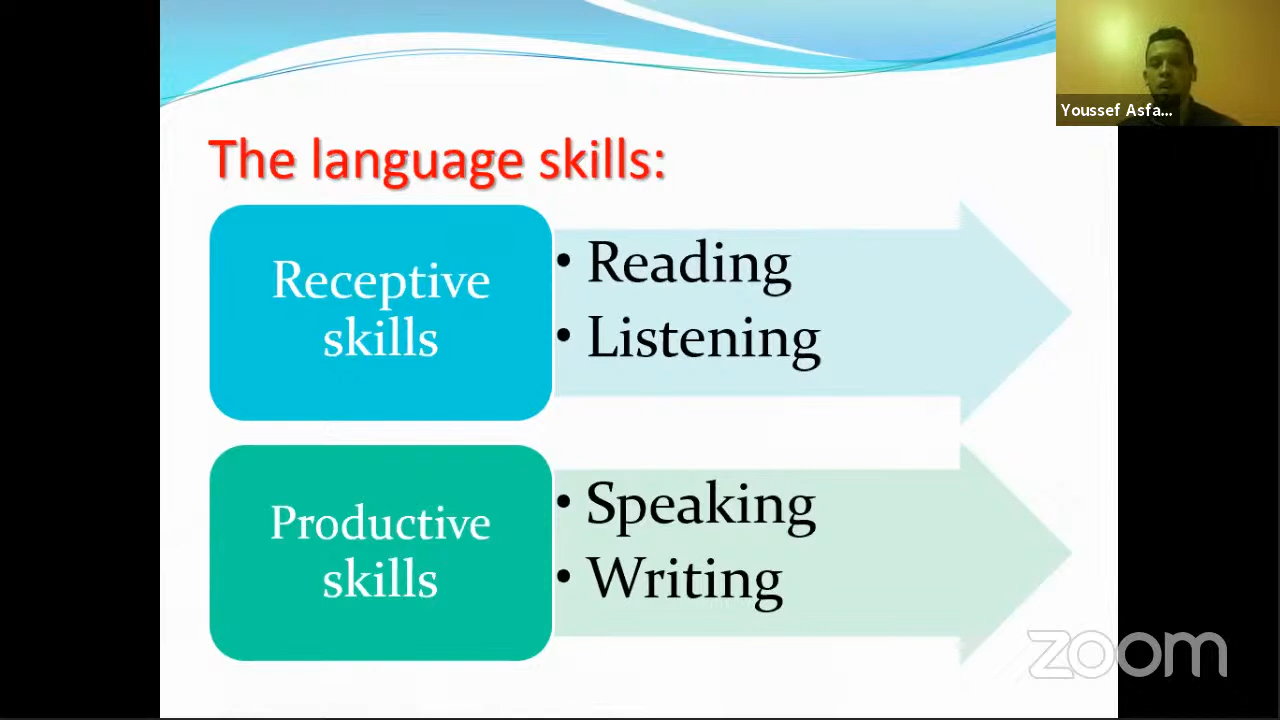 Youssef Asfa...
The language skills:
Receptive
skills
• Reading
• Listening
Productive
skills
• Speaking
• Writing
zoom